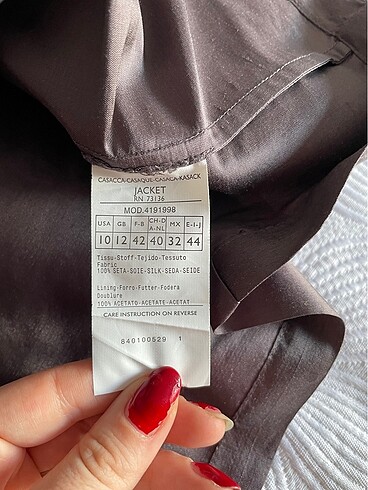 CASACCA-CASAQUE-CASACA-KASACK
JACKET
RN 73136
MOD.4191998
USA GB F-B CH-D A-NL MX E-I-J
10 12 42 40 32 44
Tissu-Stoff-Tejido-Tessuto
Fabric
100% SETA-SOIE-SILK-SEDA-SEIDE
Lining-Forro-Futter-Fodera
Doublure
100% ACETATO-ACETATE-ACETAT
CARE INSTRUCTION ON REVERSE
840100529 1